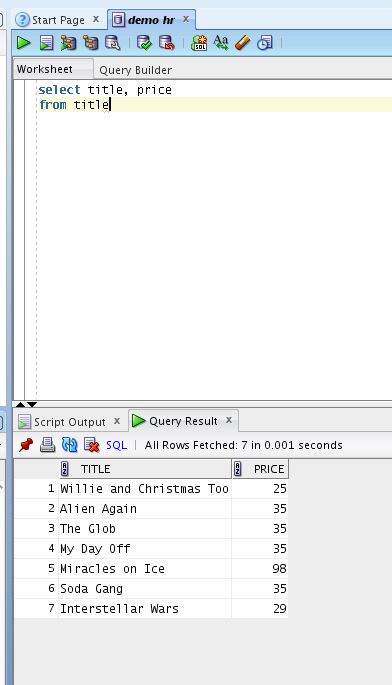 Start Page
demo hr
Worksheet Query Builder
select title, price
from title
Script Output x Query Result x
SQL All Rows Fetched: 7 in 0.001 seconds
TITLE PRICE
1 Willie and Christmas Too 25
2 Alien Again 35
3 The Glob 35
4 My Day Off 35
5 Miracles on Ice 98
6 Soda Gang 35
7 Interstellar Wars 29